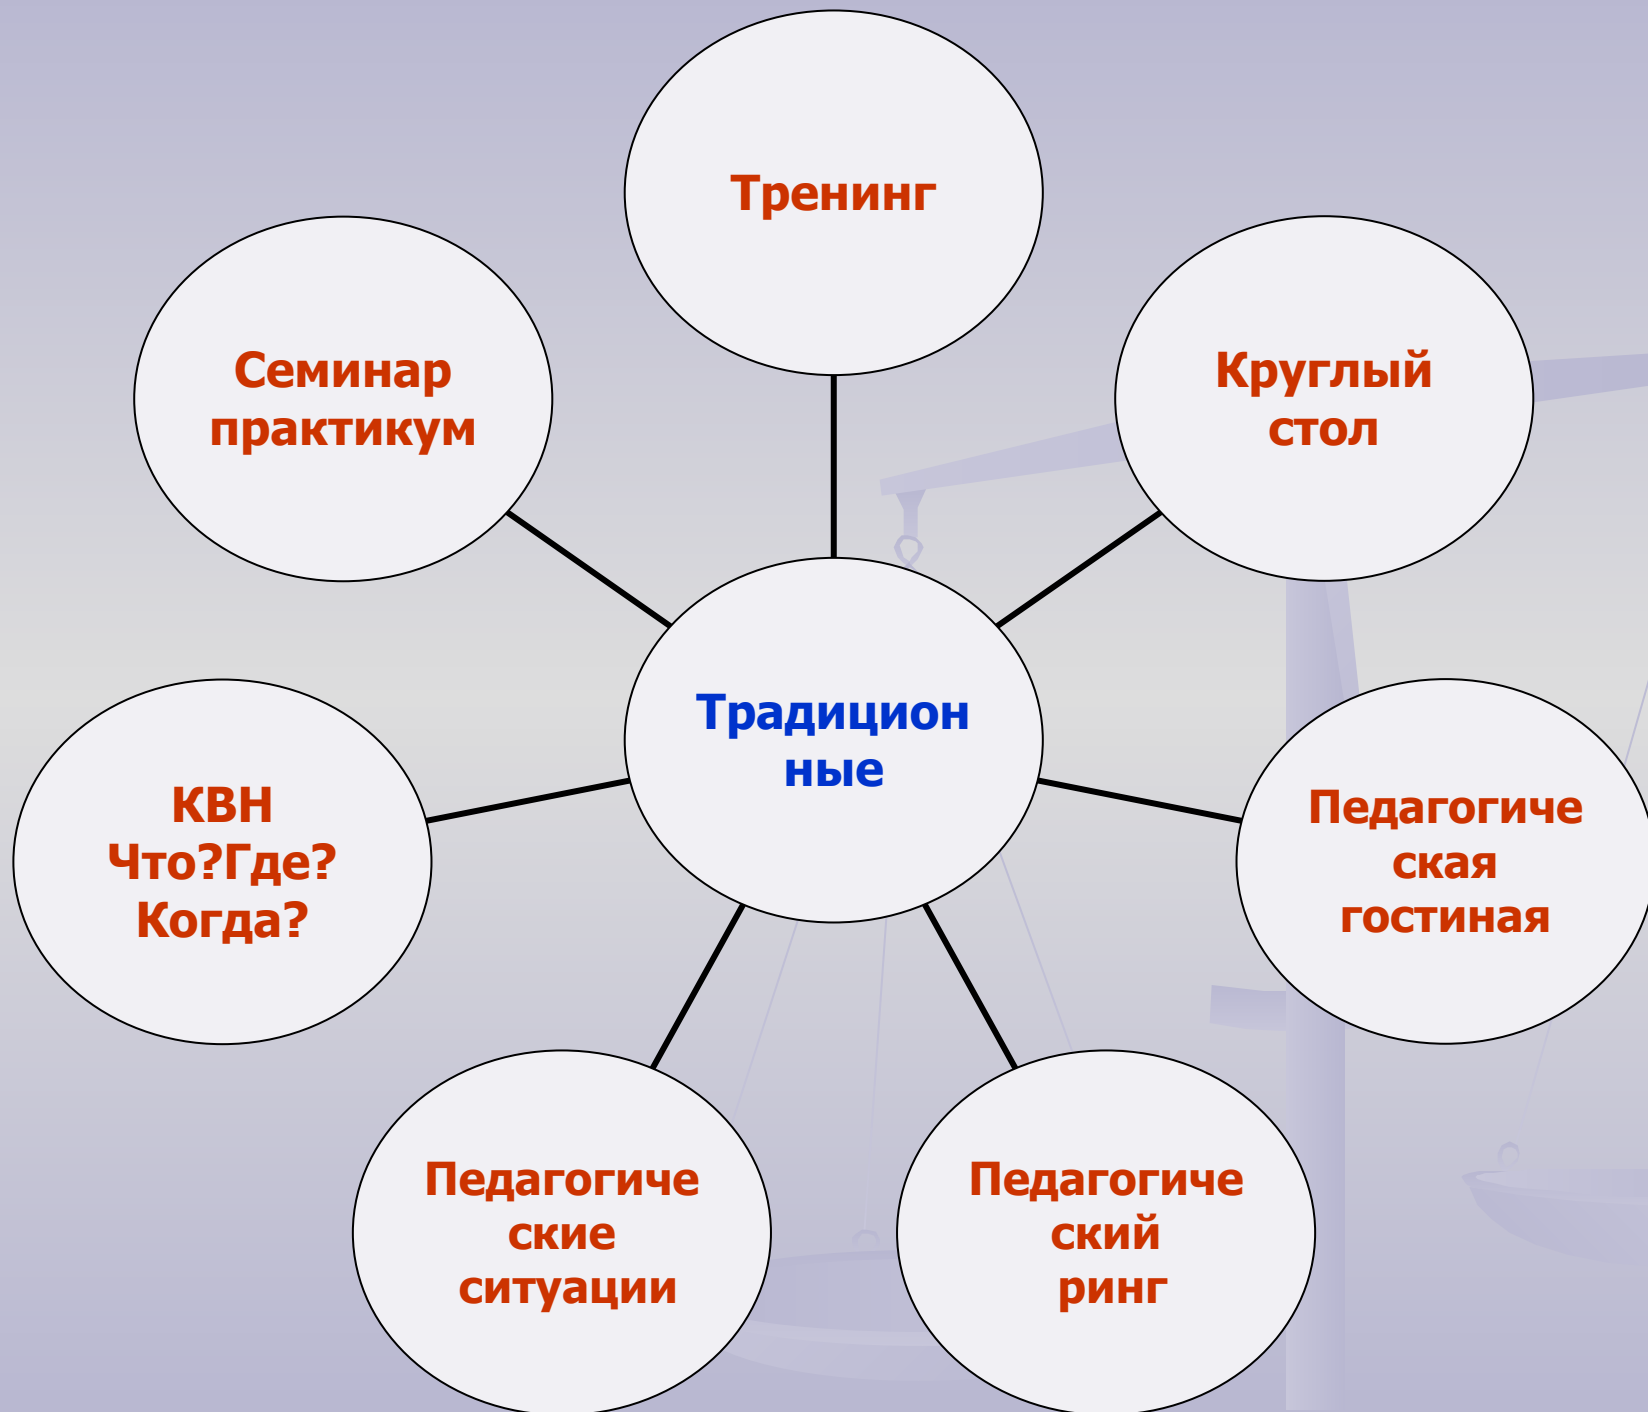 Тренинг
Семинар
практикум
Круглый
стол
Традицион
ные
КВН
Что?Где?
Когда?
Педагогиче
ская
гостиная
Педагогиче
ские
ситуации
Педагогиче
ский
ринг